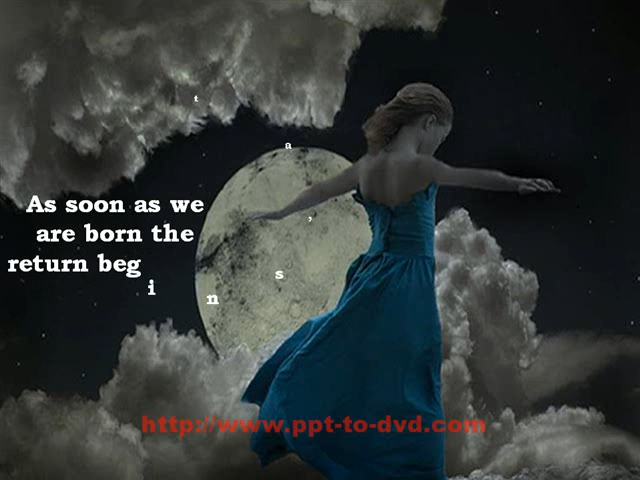 As soon as we
are born the
return beg
i n s , a t
http://www.ppt-to-dvd.com